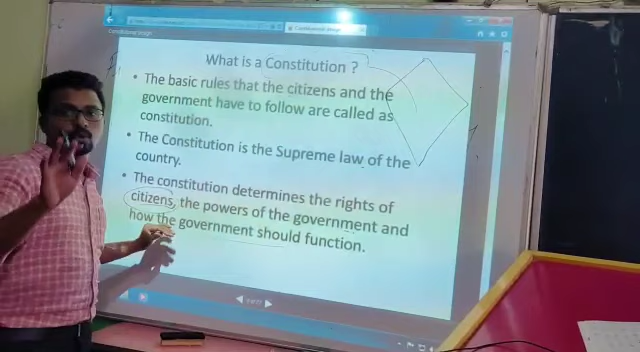 Constitutional Design
What is a Constitution ?
• The basic rules that the citizens and the
government have to follow are called as
constitution.
• The Constitution is the Supreme law of the
country.
• The constitution determines the rights of
citizens, the powers of the government and
how the government should function.